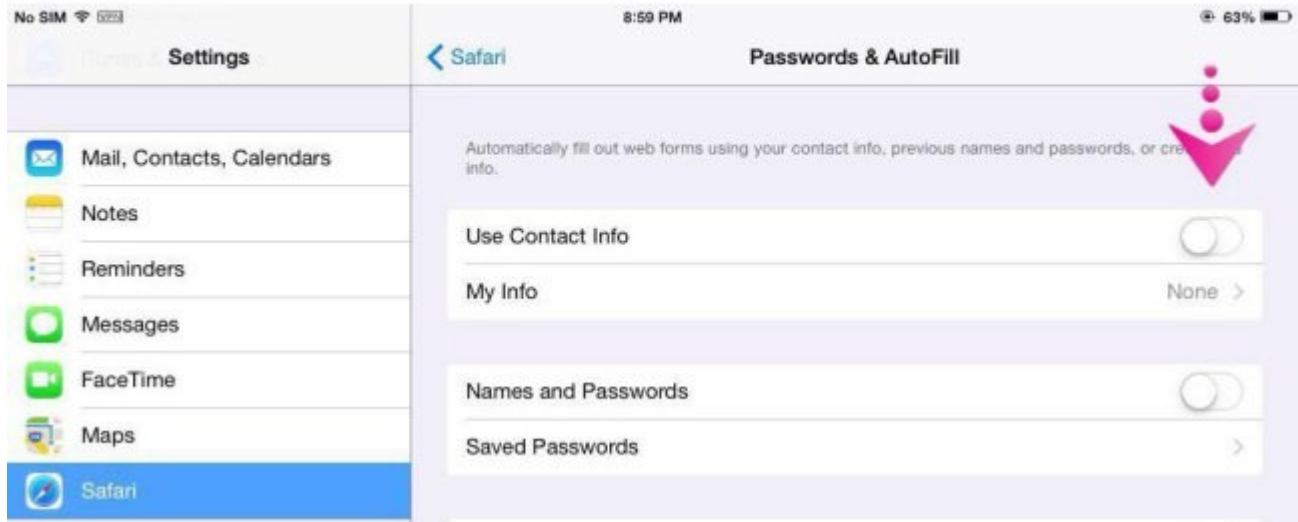 No SIM VPN 8:59 PM 63%
Settings
Safari Passwords & AutoFill
Mail, Contacts, Calendars
Notes
Reminders
Messages
FaceTime
Maps
Safari
Automatically fill out web forms using your contact info, previous names and passwords, or
info.
Use Contact Info
My Info None
Names and Passwords
Saved Passwords